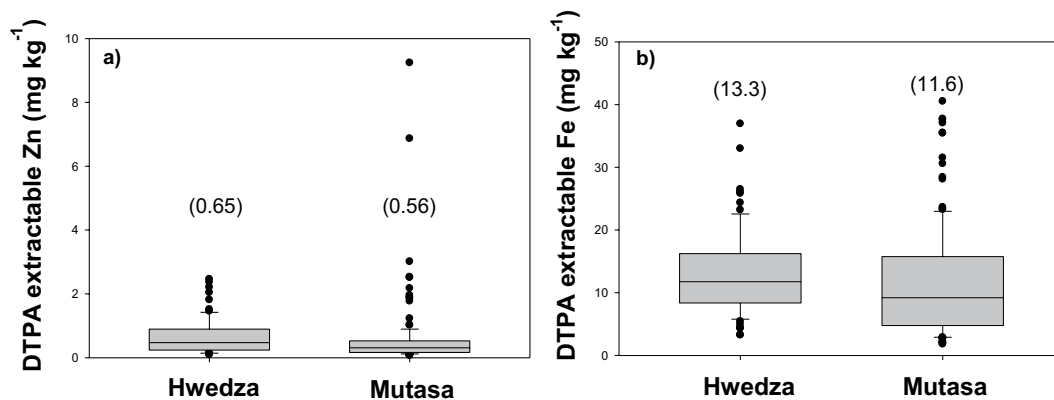 DTPA extractable Zn (mg kg⁻¹)
a)
10
8
6
4
2
0
(0.65)
(0.56)
Hwedza
Mutasa
DTPA extractable Fe (mg kg⁻¹)
b)
50
40
30
20
10
0
(13.3)
(11.6)
Hwedza
Mutasa